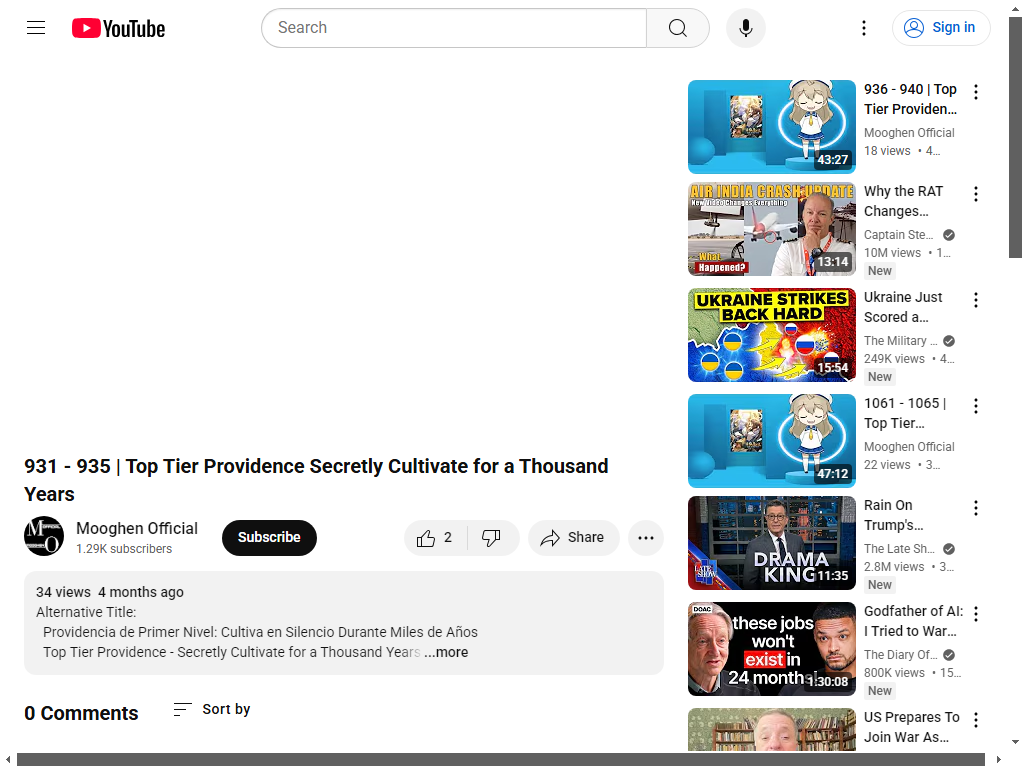 YouTube
Search
Sign in
931 - 935 | Top Tier Providence Secretly Cultivate for a Thousand
Years
Mooghen Official
1.29K subscribers
Subscribe
2
Share
34 views 4 months ago
Alternative Title:
Providencia de Primer Nivel: Cultiva en Silencio Durante Miles de Años
Top Tier Providence - Secretly Cultivate for a Thousand Years ...more
0 Comments
Sort by
43:27
936 - 940 | Top
Tier Providen...
Mooghen Official
18 views • 4...
AIR INDIA CRASH UPDATE
New Video Changes Everything
What
Happened?
13:14
Why the RAT
Changes...
Captain Ste...
10M views • 1...
New
UKRAINE STRIKES
BACK HARD
15:54
Ukraine Just
Scored a...
The Military ...
249K views • 4...
New
47:12
1061 - 1065 |
Top Tier...
Mooghen Official
22 views • 3...
LATE SHOW
DRAMA
KING
11:35
Rain On
Trump's...
The Late Sh...
2.8M views • 3...
New
DOAC
these jobs
won't
exist in
24 months!
1:30:08
Godfather of AI:
I Tried to War...
The Diary Of...
800K views • 15...
New
US Prepares To
Join War As...